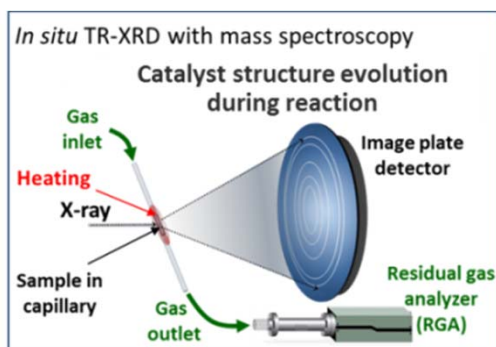 In situ TR-XRD with mass spectroscopy
Catalyst structure evolution
during reaction
Gas
inlet
Heating
X-ray
Sample in
capillary
Gas
outlet
Image plate
detector
Residual gas
analyzer
(RGA)